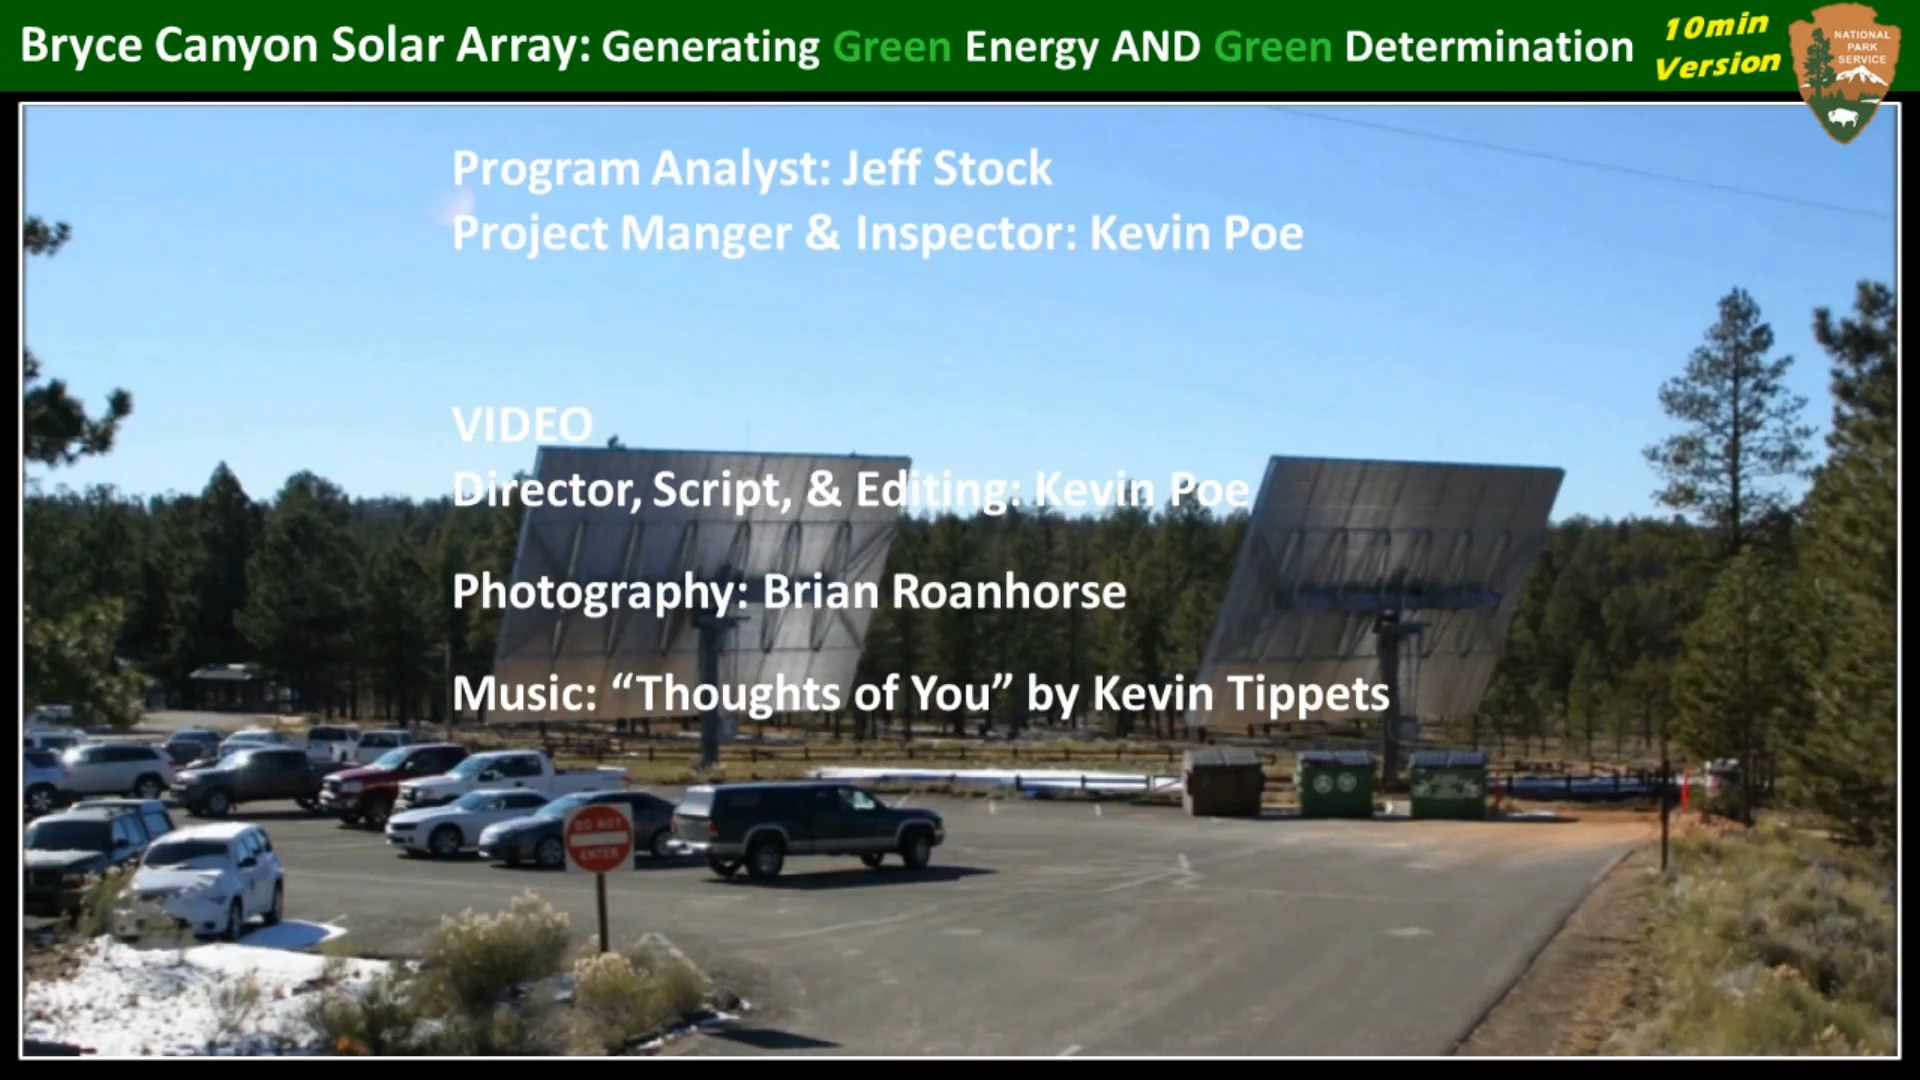 Bryce Canyon Solar Array: Generating Green Energy AND Green Determination
10min
Version
NATIONAL
PARK
SERVICE
Program Analyst: Jeff Stock
Project Manger & Inspector: Kevin Poe
VIDEO
Director, Script, & Editing: Kevin Poe
Photography: Brian Roanhorse
Music: “Thoughts of You” by Kevin Tippets
DO NOT
ENTER